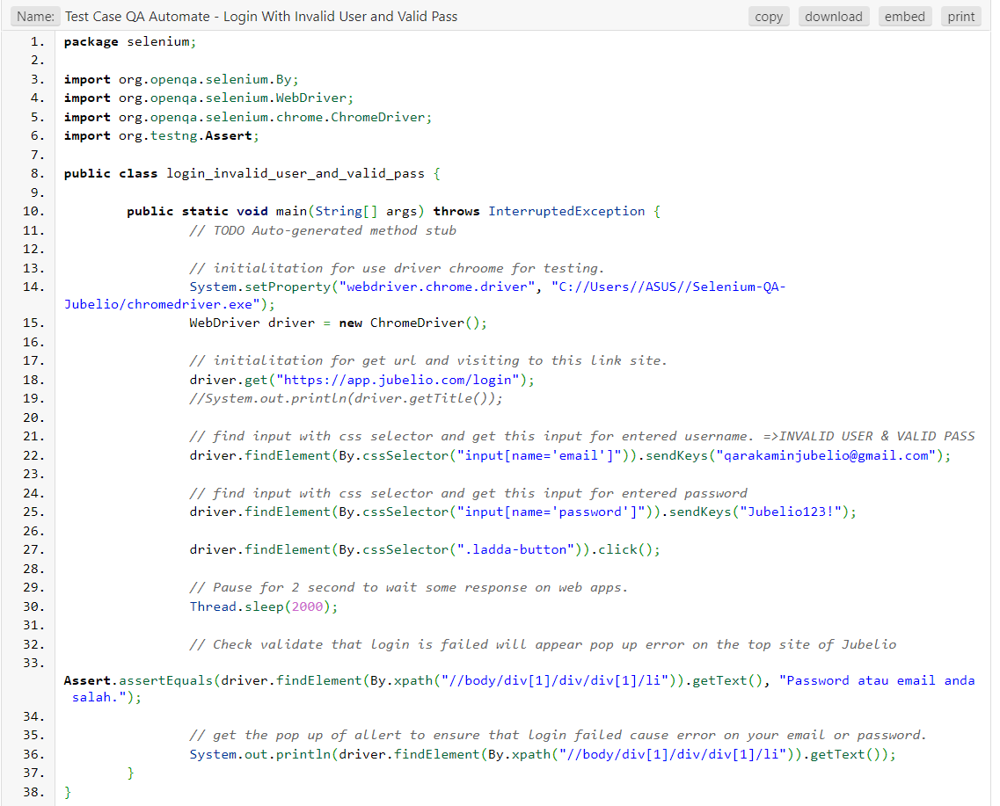 Name: Test Case QA Automate - Login With Invalid User and Valid Pass copy download embed print
1. package selenium;
2.
3. import org.openqa.selenium.By;
4. import org.openqa.selenium.WebDriver;
5. import org.openqa.selenium.chrome.ChromeDriver;
6. import org.testng.Assert;
7.
8. public class login_invalid_user_and_valid_pass {
9.
10. public static void main(String[] args) throws InterruptedException {
11. // TODO Auto-generated method stub
12.
13. // initialitation for use driver chroome for testing.
14. System.setProperty("webdriver.chrome.driver", "C://Users//ASUS//Selenium-QA-
Jubelio/chromedriver.exe");
15. WebDriver driver = new ChromeDriver();
16.
17. // initialitation for get url and visiting to this link site.
18. driver.get("https://app.jubelio.com/login");
19. //System.out.println(driver.getTitle());
20.
21. // find input with css selector and get this input for entered username. =>INVALID USER & VALID PASS
22. driver.findElement(By.cssSelector("input[name='email']")).sendKeys("qarakaminjubelio@gmail.com");
23.
24. // find input with css selector and get this input for entered password
25. driver.findElement(By.cssSelector("input[name='password']")).sendKeys("Jubelio123!");
26.
27. driver.findElement(By.cssSelector(".ladda-button")).click();
28.
29. // Pause for 2 second to wait some response on web apps.
30. Thread.sleep(2000);
31.
32. // Check validate that login is failed will appear pop up error on the top site of Jubelio
33.
Assert.assertEquals(driver.findElement(By.xpath("//body/div[1]/div/div[1]/li")).getText(), "Password atau email anda
salah.");
34.
35. // get the pop up of allert to ensure that login failed cause error on your email or password.
36. System.out.println(driver.findElement(By.xpath("//body/div[1]/div/div[1]/li")).getText());
37. }
38. }